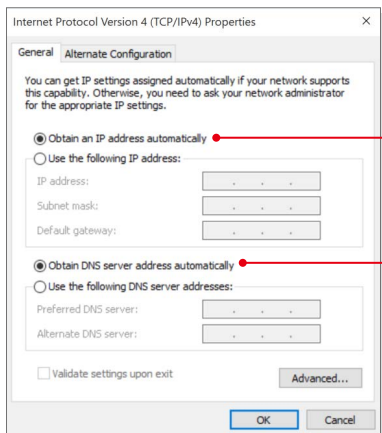 Internet Protocol Version 4 (TCP/IPv4) Properties
General Alternate Configuration
You can get IP settings assigned automatically if your network supports
this capability. Otherwise, you need to ask your network administrator
for the appropriate IP settings.
Obtain an IP address automatically
Use the following IP address:
IP address:
Subnet mask:
Default gateway:
Obtain DNS server address automatically
Use the following DNS server addresses:
Preferred DNS server:
Alternate DNS server:
Validate settings upon exit
Advanced...
OK Cancel